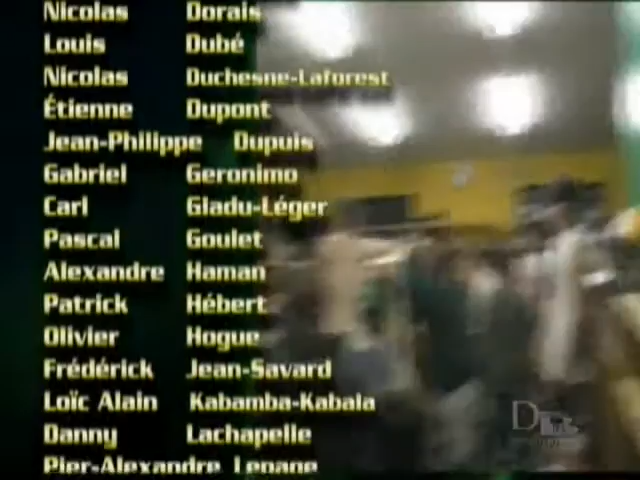 Nicolas Dorais
Louis Dubé
Nicolas Duchesne-Laforest
Étienne Dupont
Jean-Philippe Dupuis
Gabriel Geronimo
Carl Giadu-Léger
Pascal Goulet
Alexandre Haman
Patrick Hébert
Olivier Hogue
Frédérick Jean-Savard
Loïc Alain Kabamba-Kabala
Danny Lachapelle
Pier-Alexandre Lepage